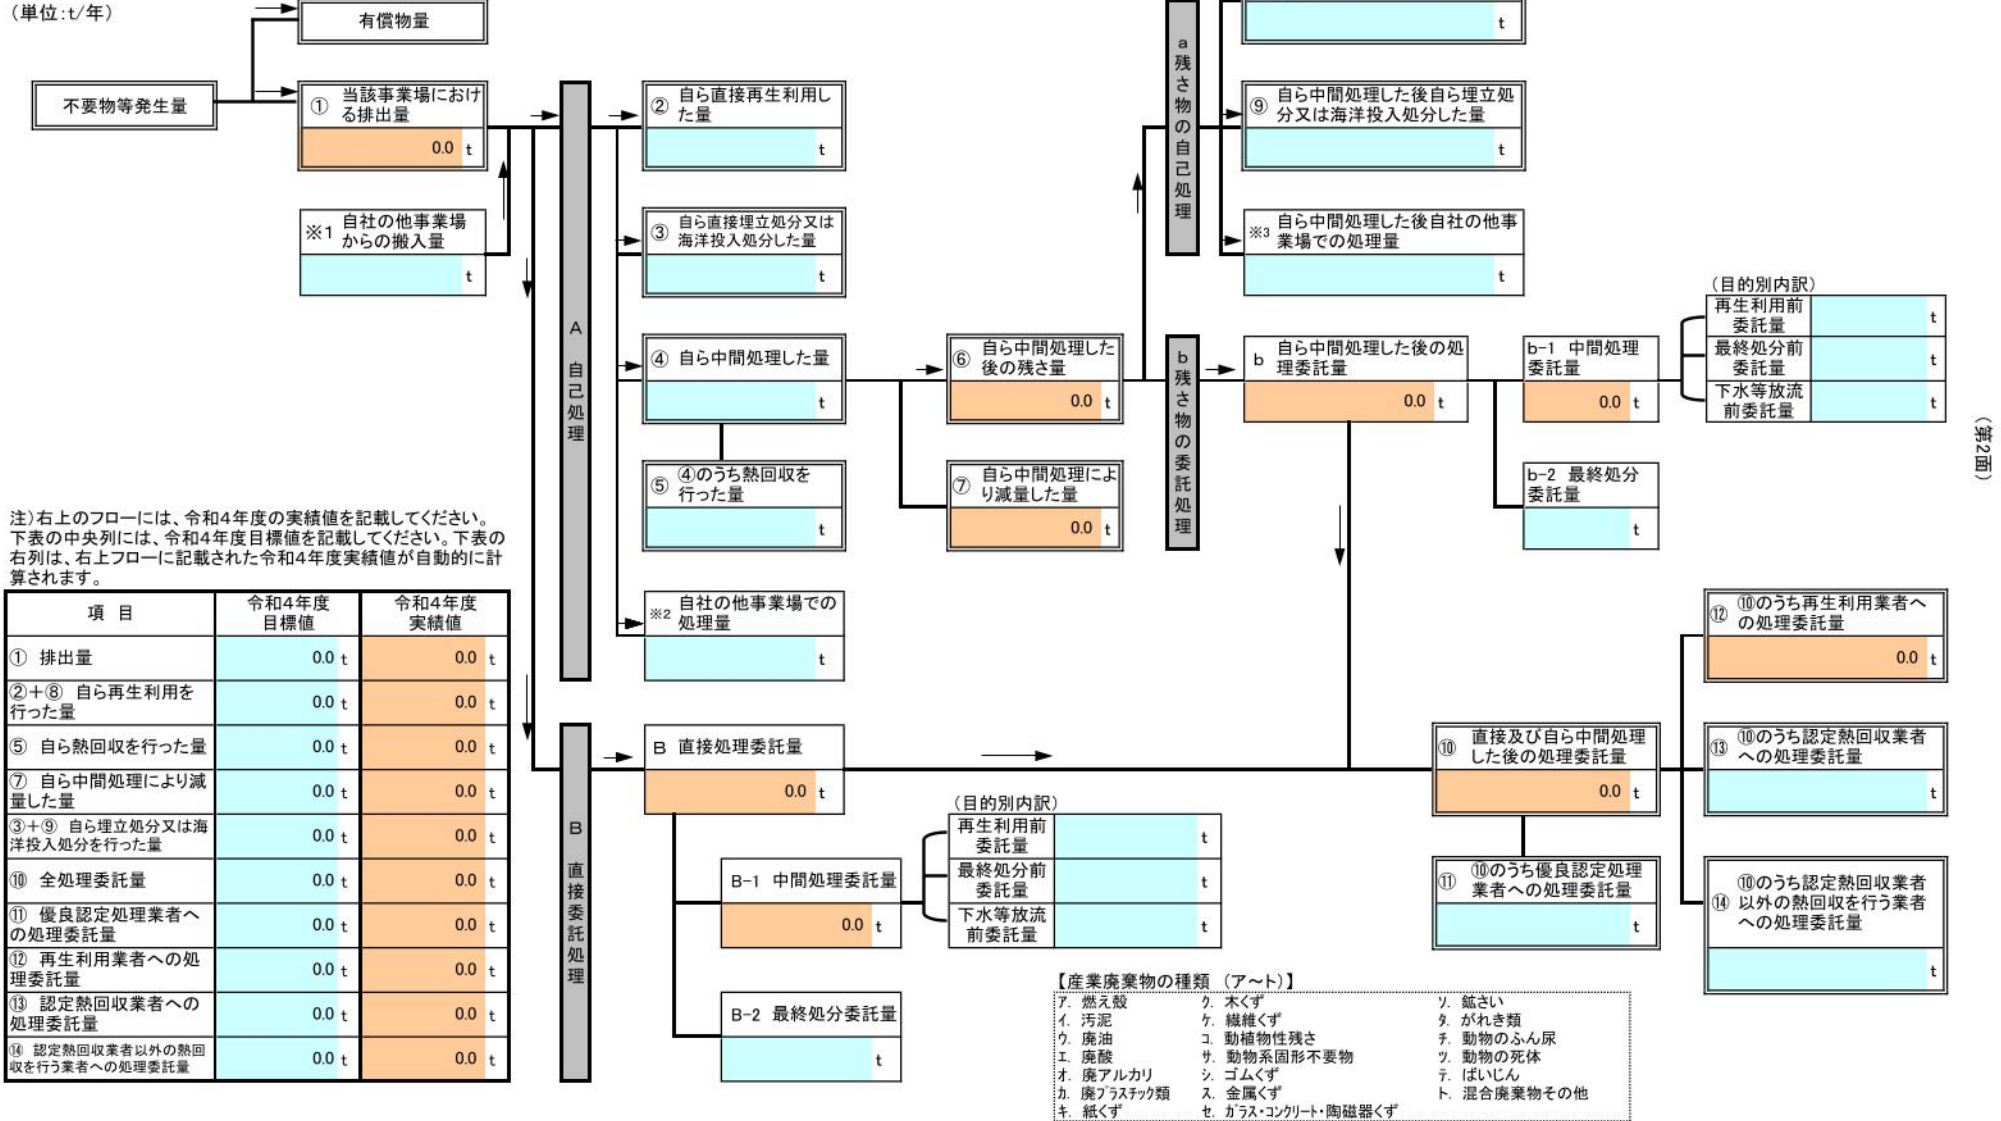 (単位:t/年)
有償物量
不要物等発生量
① 当該事業場におけ
る排出量
0.0 t
※1 自社の他事業場
からの搬入量
t
A 自己処理
② 自ら直接再生利用し
た量
t
③ 自ら直接埋立処分又は
海洋投入処分した量
t
④ 自ら中間処理した量
t
⑤ ④のうち熱回収を
行った量
t
※2 自社の他事業場での
処理量
t
⑥ 自ら中間処理した
後の残さ量
0.0 t
⑦ 自ら中間処理によ
り減量した量
0.0 t
a 残さ物の自己処理
t
⑨ 自ら中間処理した後自ら埋立処
分又は海洋投入処分した量
t
※3 自ら中間処理した後自社の他事
業場での処理量
t
b 残さ物の委託処理
b 自ら中間処理した後の処
理委託量
0.0 t
b-1 中間処理
委託量
0.0 t
(目的別内訳)
再生利用前
委託量
t
最終処分前
委託量
t
下水等放流
前委託量
t
b-2 最終処分
委託量
t
(第2面)
注)右上のフローには、令和4年度の実績値を記載してください。
下表の中央列には、令和4年度目標値を記載してください。下表の
右列は、右上フローに記載された令和4年度実績値が自動的に計
算されます。
項 目 令和4年度 令和4年度
目標値 実績値
① 排出量 0.0 t 0.0 t
②+⑧ 自ら再生利用を
行った量 0.0 t 0.0 t
⑤ 自ら熱回収を行った量 0.0 t 0.0 t
⑦ 自ら中間処理により減
量した量 0.0 t 0.0 t
③+⑨ 自ら埋立処分又は海
洋投入処分を行った量 0.0 t 0.0 t
⑩ 全処理委託量 0.0 t 0.0 t
⑪ 優良認定処理業者へ
の処理委託量 0.0 t 0.0 t
⑫ 再生利用業者への処
理委託量 0.0 t 0.0 t
⑬ 認定熱回収業者への
処理委託量 0.0 t 0.0 t
⑭ 認定熱回収業者以外の熱回
収を行う業者への処理委託量 0.0 t 0.0 t
B 直接委託処理
B 直接処理委託量
0.0 t
B-1 中間処理委託量
0.0 t
(目的別内訳)
再生利用前
委託量
t
最終処分前
委託量
t
下水等放流
前委託量
t
B-2 最終処分委託量
t
⑩ 直接及び自ら中間処理
した後の処理委託量
0.0 t
⑪ ⑩のうち優良認定処理
業者への処理委託量
t
⑫ ⑩のうち再生利用業者へ
の処理委託量
0.0 t
⑬ ⑩のうち認定熱回収業者
への処理委託量
t
⑭ ⑩のうち認定熱回収業者
以外の熱回収を行う業者
への処理委託量
t
【産業廃棄物の種類 (ア~ト)】
ア. 燃え殻 ク. 木くず ソ. 鉱さい
イ. 汚泥 ケ. 繊維くず タ. がれき類
ウ. 廃油 コ. 動植物性残さ チ. 動物のふん尿
エ. 廃酸 サ. 動物系固形不要物 ツ. 動物の死体
オ. 廃アルカリ シ. ゴムくず テ. ばいじん
カ. 廃プラスチック類 ス. 金属くず ト. 混合廃棄物その他
キ. 紙くず セ. ガラス・コンクリート・陶磁器くず